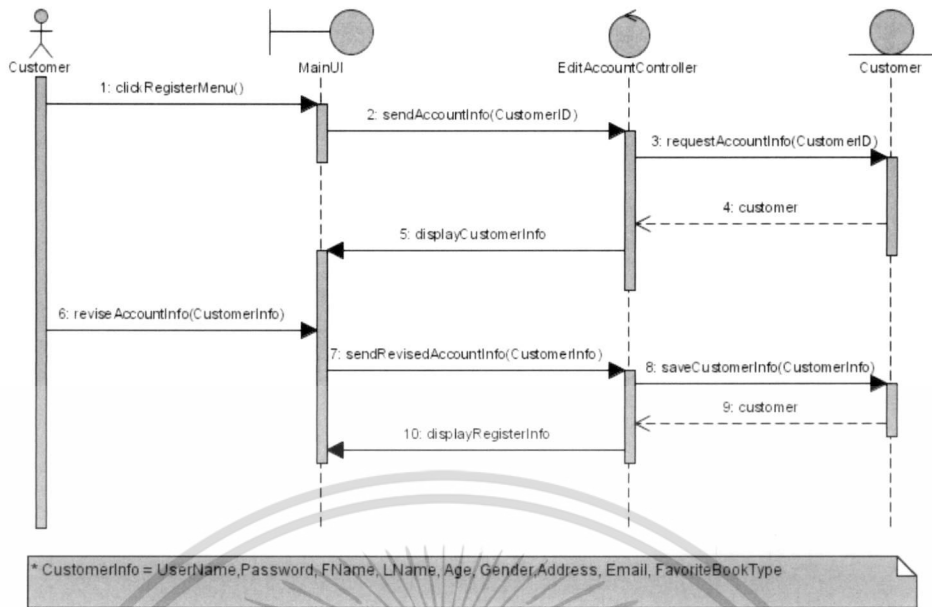 Customer
MainUI
EditAccountController
Customer
1: clickRegisterMenu()
2: sendAccountInfo(CustomerID)
3: requestAccountInfo(CustomerID)
4: customer
5: displayCustomerInfo
6: reviseAccountInfo(CustomerInfo)
7: sendRevisedAccountInfo(CustomerInfo)
8: saveCustomerInfo(CustomerInfo)
9: customer
10: displayRegisterInfo
* CustomerInfo = UserName,Password, FName, LName, Age, Gender,Address, Email, FavoriteBookType